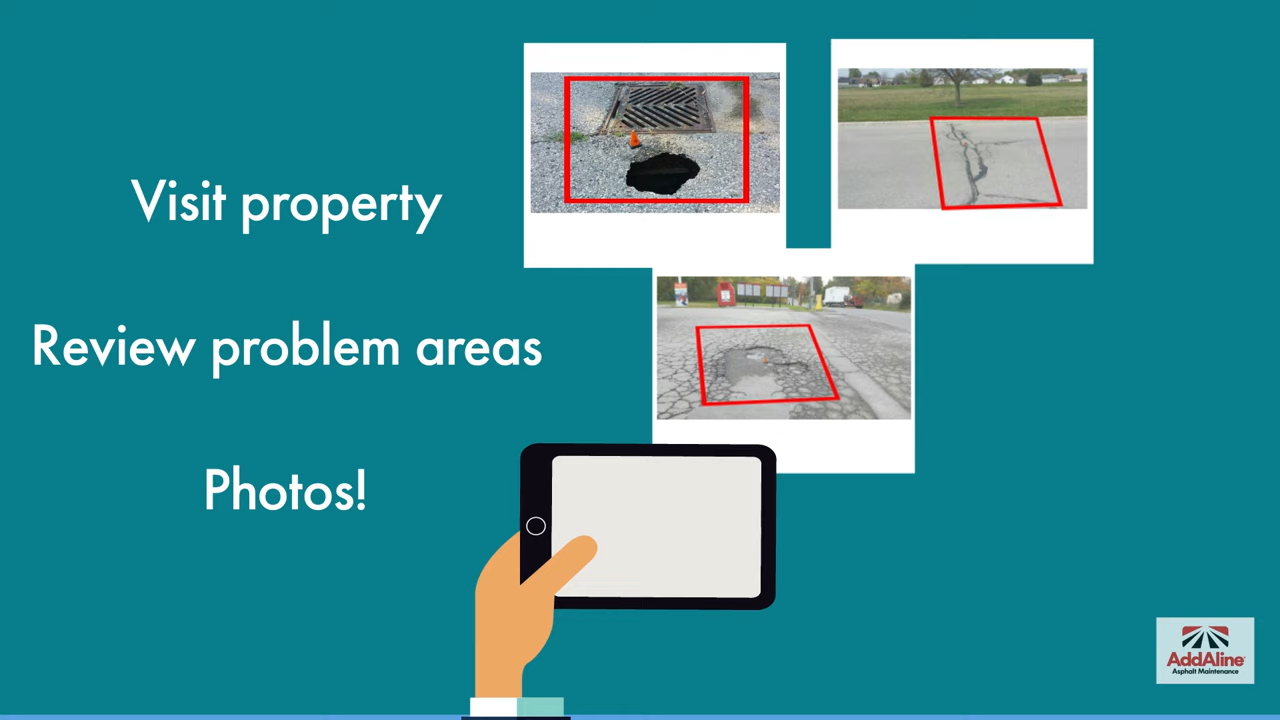 Visit property
Review problem areas
Photos!
AddAline
Asphalt Maintenance